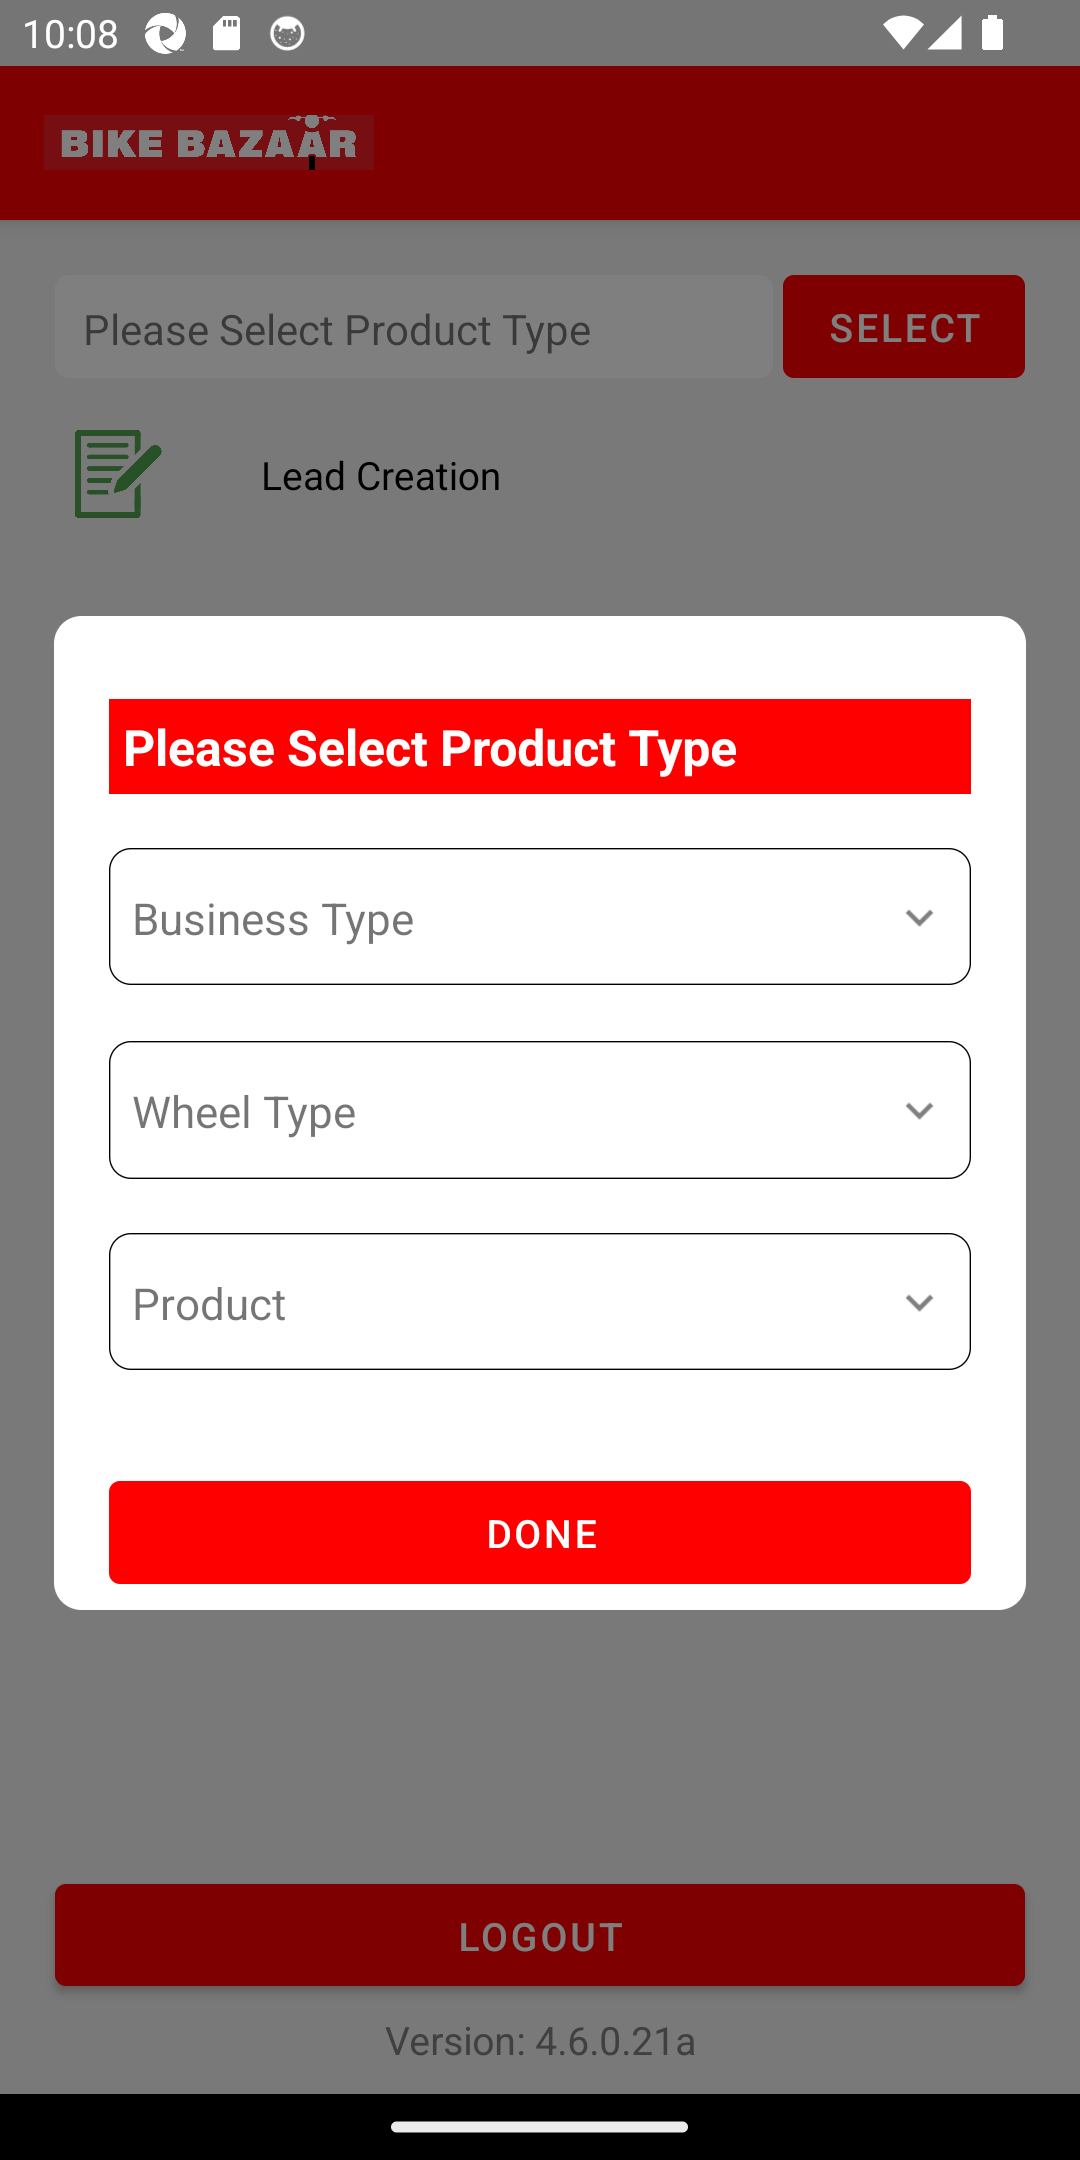 10:08
BIKE BAZAAR
Please Select Product Type
SELECT
Lead Creation
Please Select Product Type
Business Type
Wheel Type
Product
DONE
LOGOUT
Version: 4.6.0.21a